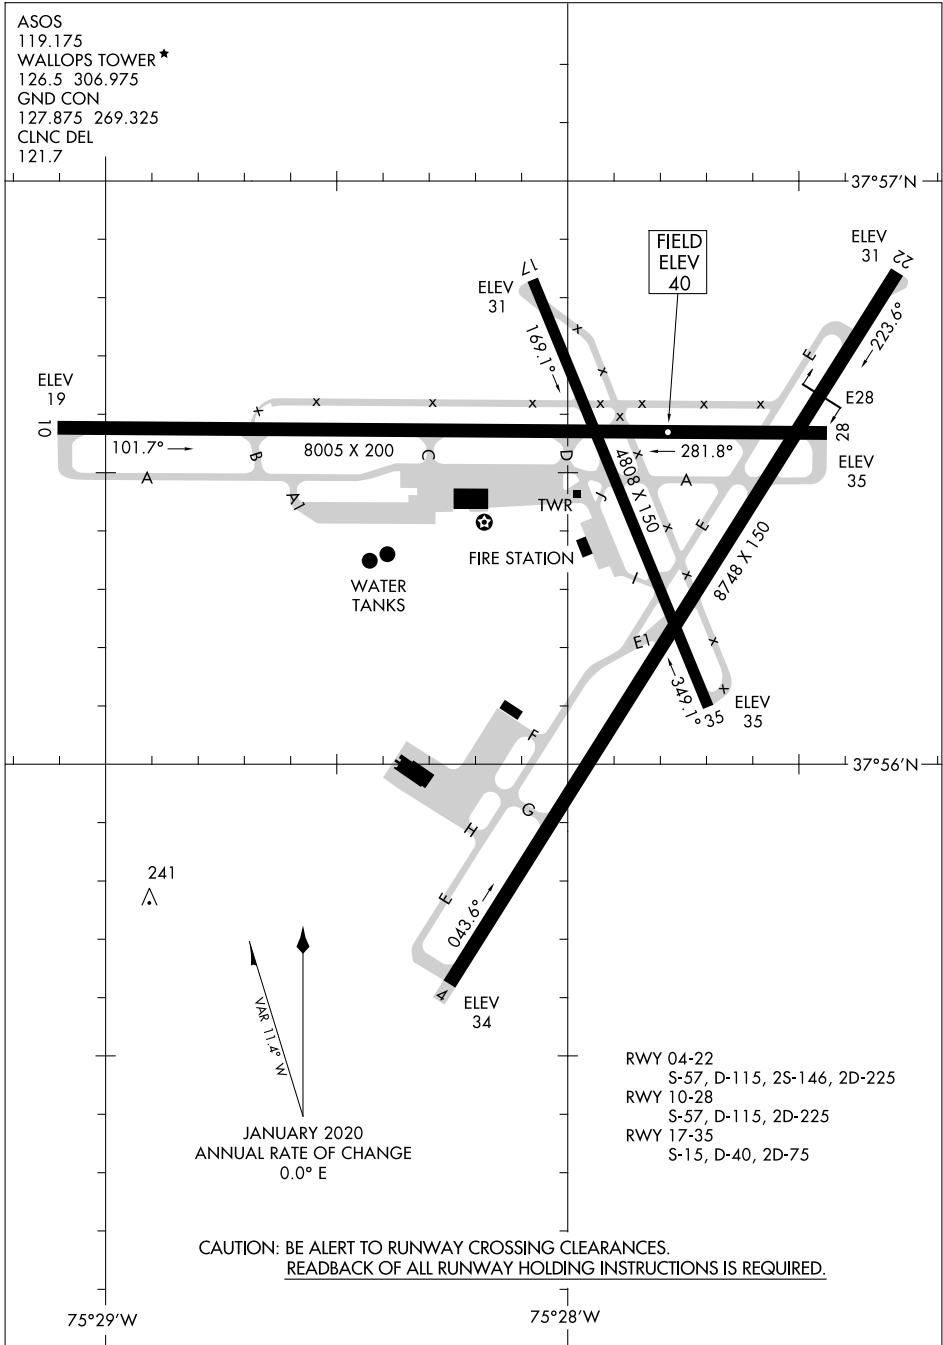 ASOS
119.175
WALLOPS TOWER★
126.5 306.975
GND CON
127.875 269.325
CLNC DEL
121.7
37°57'N
ELEV
31
22
FIELD
ELEV
40
17
ELEV
31
223.6°
169.1°
E
ELEV
19
E28
10
28
101.7°
8005 X 200
281.8°
ELEV
35
A
B
C
D
A
A1
TWR
J
4808 X 150
E
8748 X 150
FIRE STATION
WATER
TANKS
I
E1
349.1°
35
ELEV
35
F
37°56'N
G
H
241
E
043.6°
4
ELEV
34
VAR 11.4° W
RWY 04-22
S-57, D-115, 2S-146, 2D-225
RWY 10-28
S-57, D-115, 2D-225
RWY 17-35
S-15, D-40, 2D-75
JANUARY 2020
ANNUAL RATE OF CHANGE
0.0° E
CAUTION: BE ALERT TO RUNWAY CROSSING CLEARANCES.
READBACK OF ALL RUNWAY HOLDING INSTRUCTIONS IS REQUIRED.
75°29'W
75°28'W